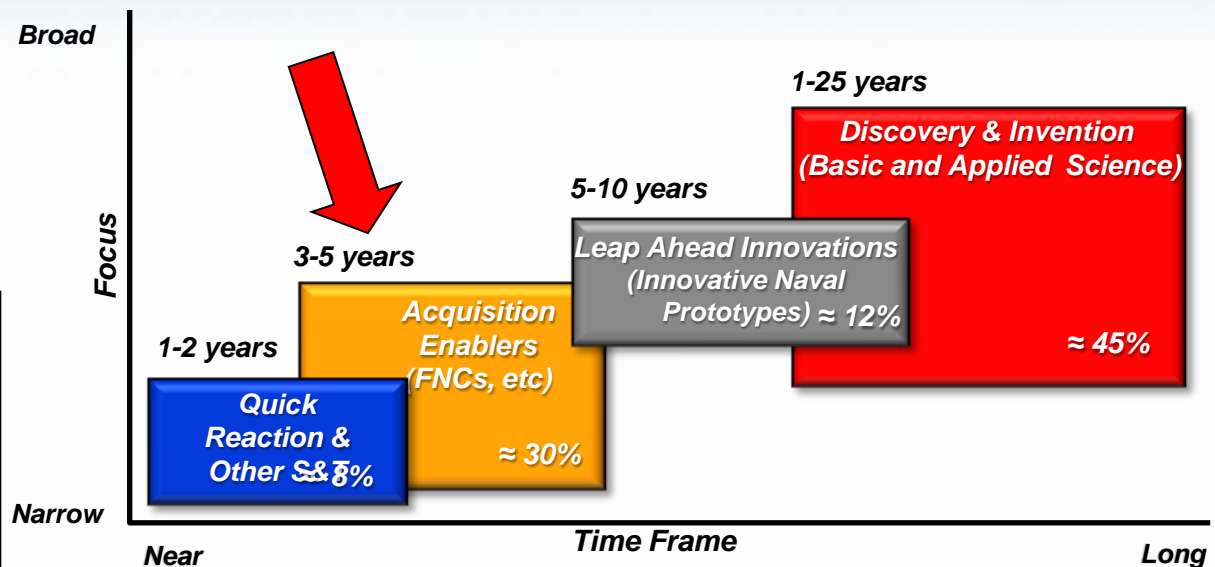 Broad
1-25 years
Discovery & Invention
(Basic and Applied Science)
5-10 years
Leap Ahead Innovations
(Innovative Naval
Prototypes) ≈ 12%
Focus
3-5 years
Acquisition
Enablers
(FNCs, etc)
≈ 45%
1-2 years
Quick
Reaction &
Other S&T
≈ 8%
≈ 30%
Narrow
Time Frame
Near
Long